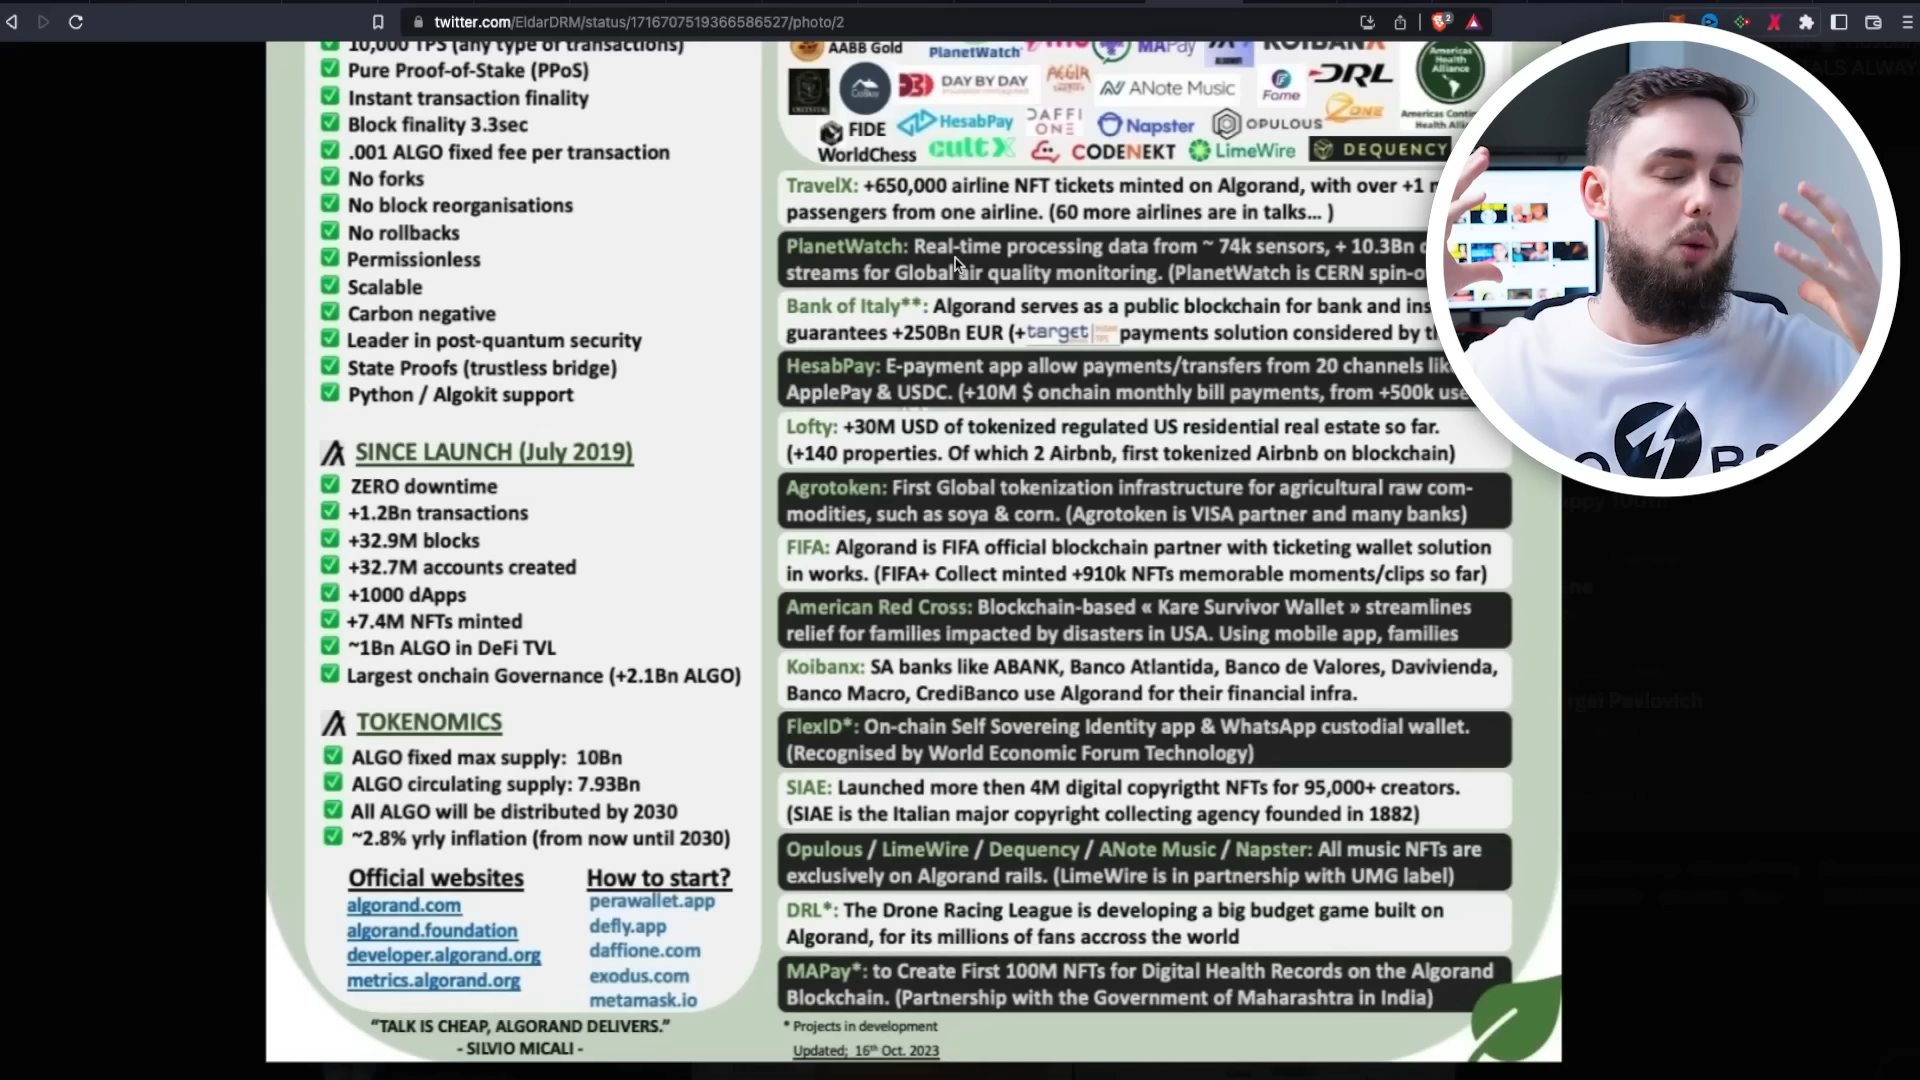 twitter.com/EldarDRM/status/1716707519366586527/photo/2
10,000 TPS (any type of transactions)
Pure Proof-of-Stake (PPoS)
Instant transaction finality
Block finality 3.3sec
.001 ALGO fixed fee per transaction
No forks
No block reorganisations
No rollbacks
Permissionless
Scalable
Carbon negative
Leader in post-quantum security
State Proofs (trustless bridge)
Python / Algokit support
SINCE LAUNCH (July 2019)
ZERO downtime
+1.2Bn transactions
+32.9M blocks
+32.7M accounts created
+1000 dApps
+7.4M NFTs minted
~1Bn ALGO in DeFi TVL
Largest onchain Governance (+2.1Bn ALGO)
TOKENOMICS
ALGO fixed max supply: 10Bn
ALGO circulating supply: 7.93Bn
All ALGO will be distributed by 2030
~2.8% yrly inflation (from now until 2030)
Official websites
algorand.com
algorand.foundation
developer.algorand.org
metrics.algorand.org
How to start?
perawallet.app
defly.app
daffione.com
exodus.com
metamask.io
"TALK IS CHEAP, ALGORAND DELIVERS."
- SILVIO MICALI -
AABB Gold PlanetWatch MAPay KOIBANX
DAY BY DAY ANote Music Fame DRL Americas Health Alliance
FIDE WorldChess HesabPay DAFFI ONE Napster OPULOUS ZONE
cultX CODENEKT LimeWire DEQUENCY
TravelX: +650,000 airline NFT tickets minted on Algorand, with over +1
passengers from one airline. (60 more airlines are in talks... )
PlanetWatch: Real-time processing data from ~ 74k sensors, + 10.3Bn
streams for Global air quality monitoring. (PlanetWatch is CERN
Bank of Italy**: Algorand serves as a public blockchain for bank and
guarantees +250Bn EUR (+target payments solution considered by
HesabPay: E-payment app allow payments/transfers from 20 channels
ApplePay & USDC. (+10M $ onchain monthly bill payments, from +500k
Lofty: +30M USD of tokenized regulated US residential real estate so far.
(+140 properties. Of which 2 Airbnb, first tokenized Airbnb on blockchain)
Agrotoken: First Global tokenization infrastructure for agricultural raw com-
modities, such as soya & corn. (Agrotoken is VISA partner and many banks)
FIFA: Algorand is FIFA official blockchain partner with ticketing wallet solution
in works. (FIFA+ Collect minted +910k NFTs memorable moments/clips so far)
American Red Cross: Blockchain-based « Kare Survivor Wallet » streamlines
relief for families impacted by disasters in USA. Using mobile app, families
Koibanx: SA banks like ABANK, Banco Atlantida, Banco de Valores, Davivienda,
Banco Macro, CrediBanco use Algorand for their financial infra.
FlexID*: On-chain Self Sovereing Identity app & WhatsApp custodial wallet.
(Recognised by World Economic Forum Technology)
SIAE: Launched more then 4M digital copyrigtht NFTs for 95,000+ creators.
(SIAE is the Italian major copyright collecting agency founded in 1882)
Opulous / LimeWire / Dequency / ANote Music / Napster: All music NFTs are
exclusively on Algorand rails. (LimeWire is in partnership with UMG label)
DRL*: The Drone Racing League is developing a big budget game built on
Algorand, for its millions of fans accross the world
MAPay*: to Create First 100M NFTs for Digital Health Records on the Algorand
Blockchain. (Partnership with the Government of Maharashtra in India)
* Projects in development
Updated; 16th Oct. 2023